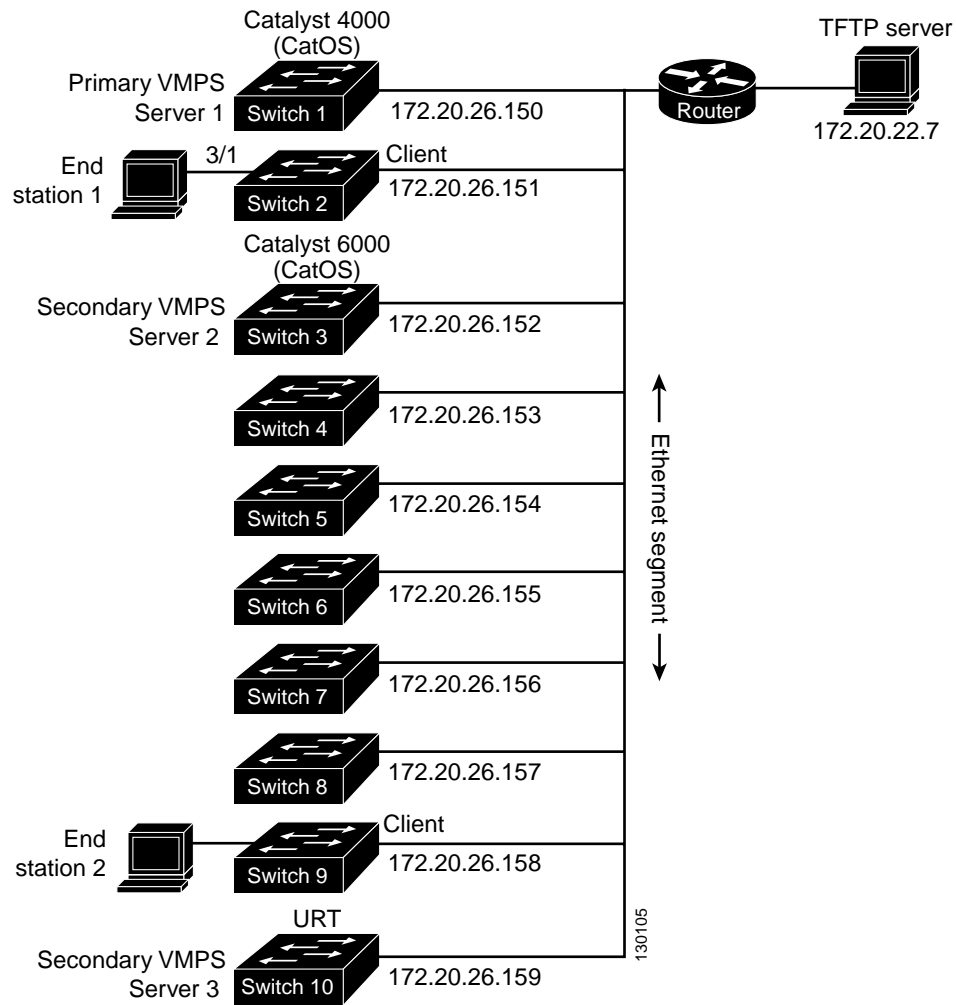 Catalyst 4000
(CatOS)
TFTP server
Primary VMPS
Server 1
Switch 1
172.20.26.150
Router
172.20.22.7
End
station 1
3/1
Client
Switch 2
172.20.26.151
Catalyst 6000
(CatOS)
Secondary VMPS
Server 2
Switch 3
172.20.26.152
Switch 4
172.20.26.153
Switch 5
172.20.26.154
Ethernet segment
Switch 6
172.20.26.155
Switch 7
172.20.26.156
Switch 8
172.20.26.157
End
station 2
Client
Switch 9
172.20.26.158
URT
Secondary VMPS
Server 3
Switch 10
172.20.26.159
130105